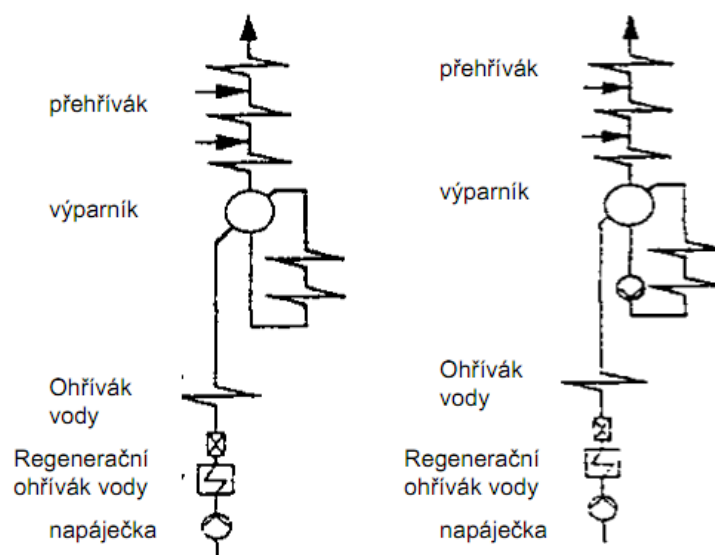 přehřívák
výparník
Ohřívák
vody
Regenerační
ohřívák vody
napáječka
přehřívák
výparník
Ohřívák
vody
Regenerační
ohřívák vody
napáječka